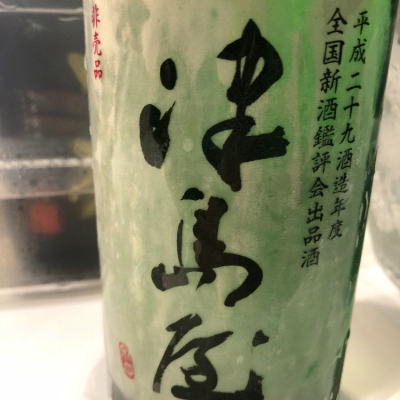 平成二十九酒造年度
全国新酒鑑評会出品酒
津島屋
非売品